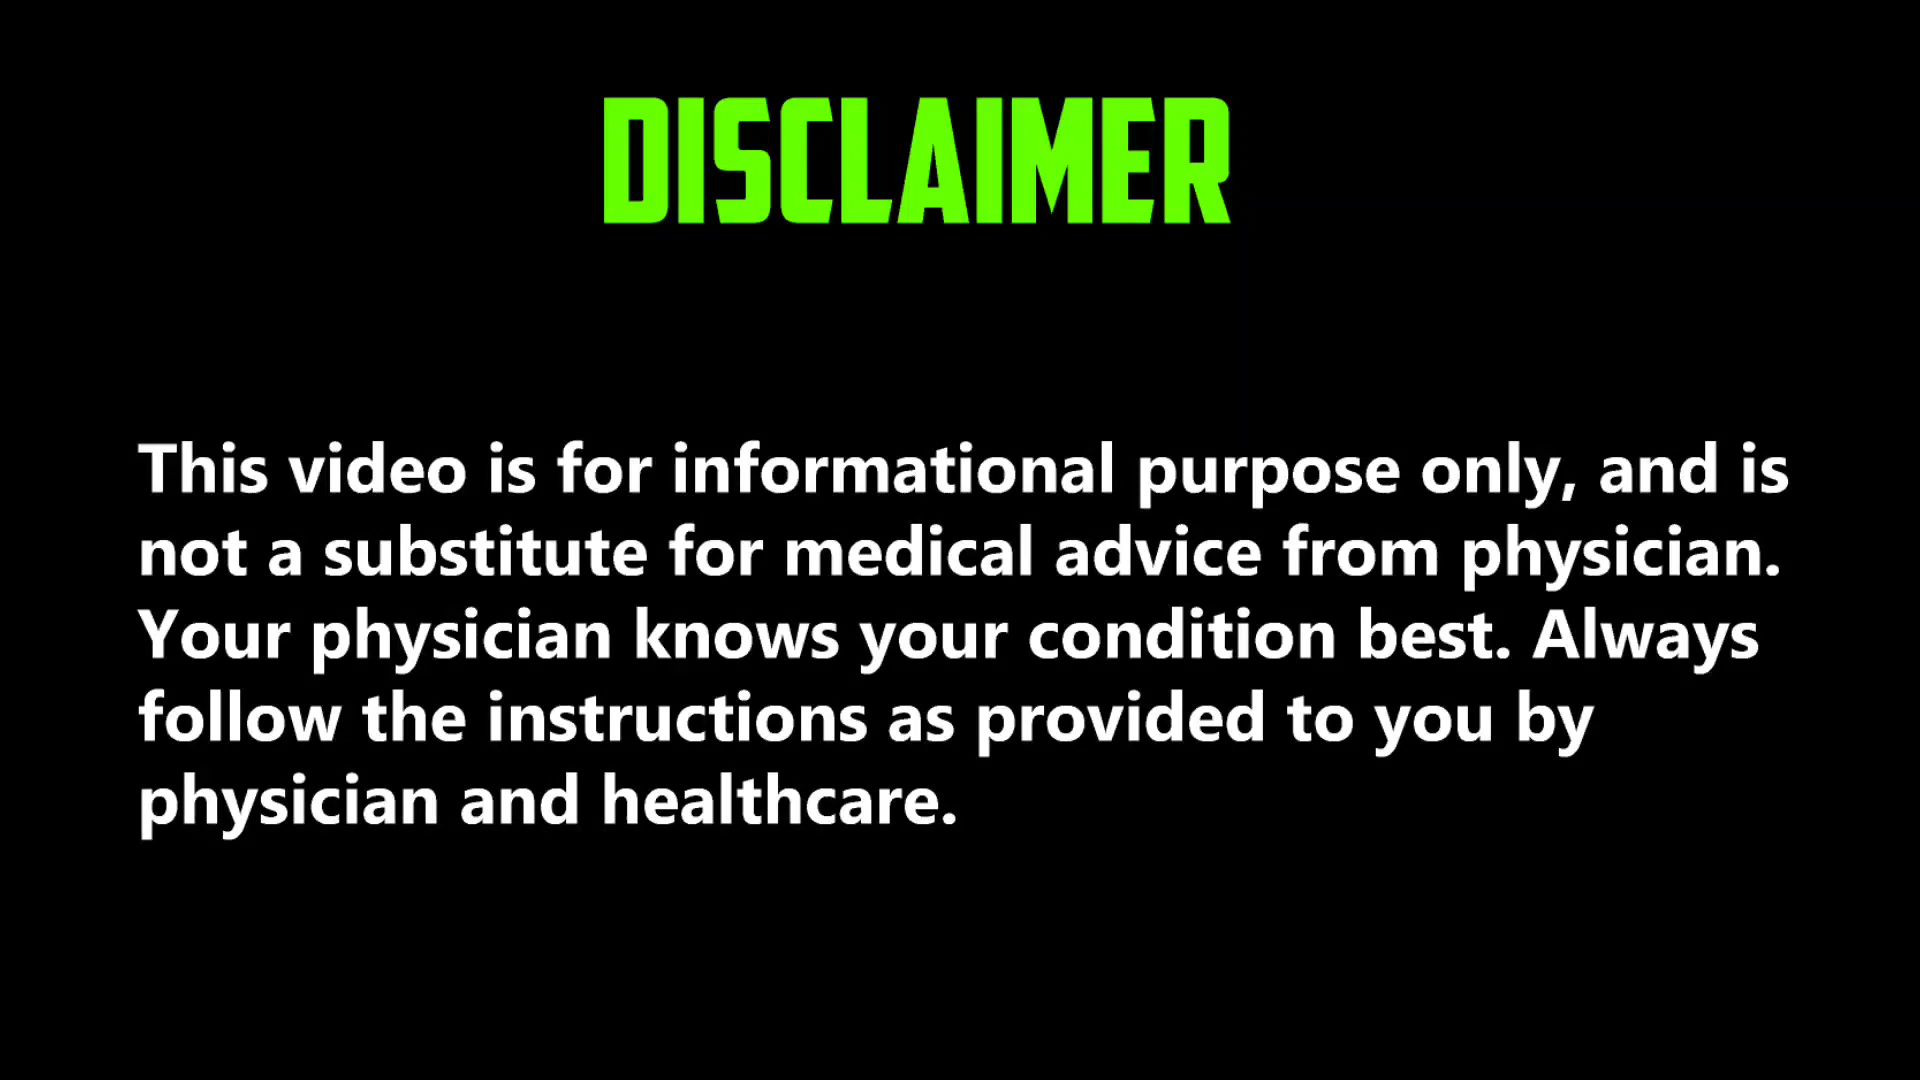 DISCLAIMER
This video is for informational purpose only, and is
not a substitute for medical advice from physician.
Your physician knows your condition best. Always
follow the instructions as provided to you by
physician and healthcare.